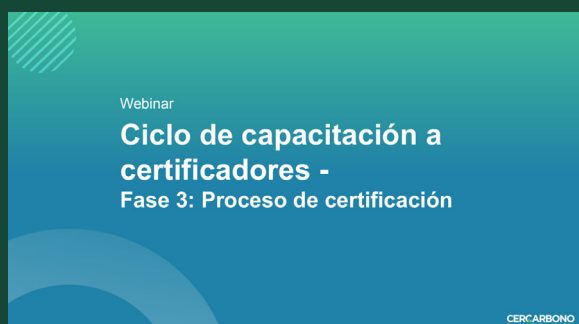 Webinar
Ciclo de capacitación a
certificadores -
Fase 3: Proceso de certificación
CERCARBONO